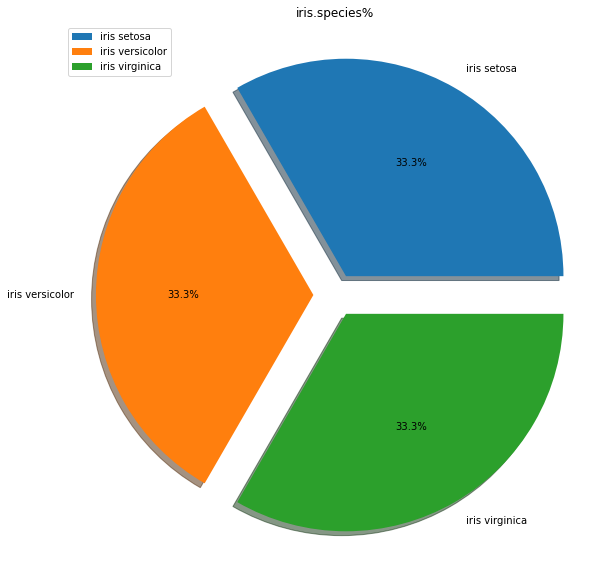 iris.species%
iris setosa
iris versicolor
iris virginica
iris setosa
33.3%
iris versicolor
33.3%
33.3%
iris virginica